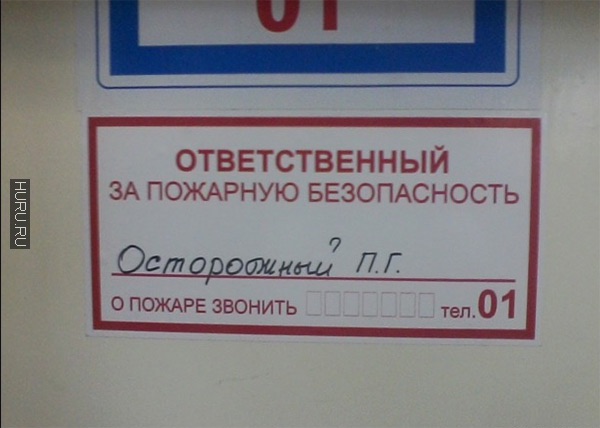 01
ОТВЕТСТВЕННЫЙ
ЗА ПОЖАРНУЮ БЕЗОПАСНОСТЬ
Осторожный П.Г.
О ПОЖАРЕ ЗВОНИТЬ тел.01
HURU.RU